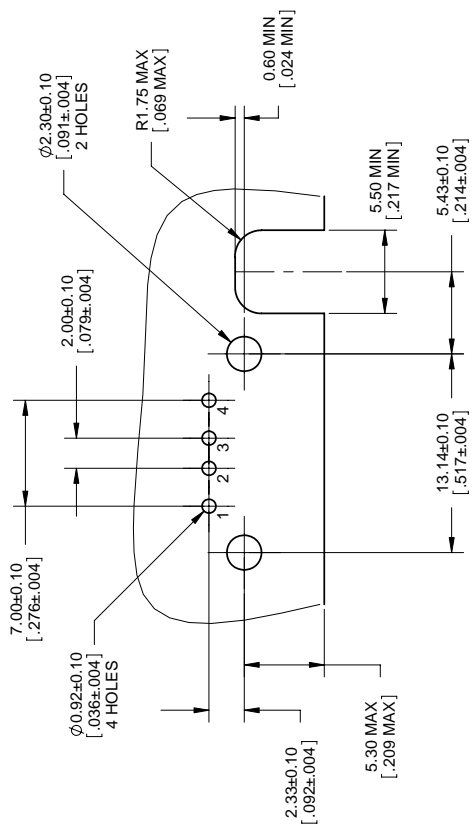 7.00±0.10
[.276±.004]
2.00±0.10
[.079±.004]
Ø2.30±0.10
[.091±.004]
2 HOLES
R1.75 MAX
[.069 MAX]
0.60 MIN
[.024 MIN]
Ø0.92±0.10
[.036±.004]
4 HOLES
1
2
3
4
2.33±0.10
[.092±.004]
5.30 MAX
[.209 MAX]
13.14±0.10
[.517±.004]
5.50 MIN
[.217 MIN]
5.43±0.10
[.214±.004]